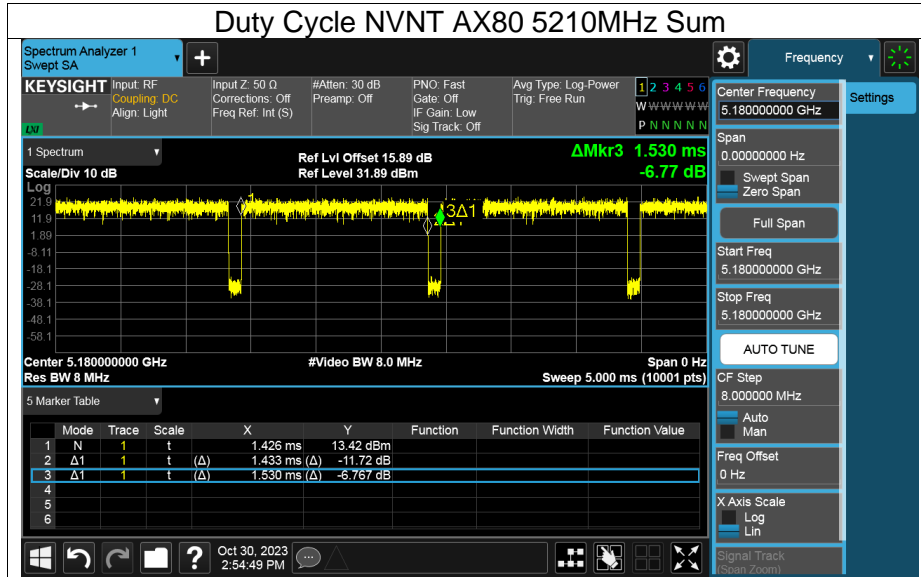 Duty Cycle NVNT AX80 5210MHz Sum
Spectrum Analyzer 1
Swept SA
+
Frequency
KEYSIGHT
LXI
Input: RF
Coupling: DC
Align: Light
Input Z: 50 Ω
Corrections: Off
Freq Ref: Int (S)
#Atten: 30 dB
Preamp: Off
PNO: Fast
Gate: Off
IF Gain: Low
Sig Track: Off
Avg Type: Log-Power
Trig: Free Run
1 2 3 4 5 6
W W W W W W
P N N N N N
1 Spectrum
Scale/Div 10 dB
Ref Lvl Offset 15.89 dB
Ref Level 31.89 dBm
ΔMkr3 1.530 ms
-6.77 dB
Log
21.9
11.9
1.89
-8.11
-18.1
-28.1
-38.1
-48.1
-58.1
1
3Δ1
Center 5.180000000 GHz
#Video BW 8.0 MHz
Span 0 Hz
Res BW 8 MHz
Sweep 5.000 ms (10001 pts)
5 Marker Table
Mode Trace Scale X Y Function Function Width Function Value
1 N 1 t 1.426 ms 13.42 dBm
2 Δ1 1 t (Δ) 1.433 ms (Δ) -11.72 dB
3 Δ1 1 t (Δ) 1.530 ms (Δ) -6.767 dB
4
5
6
?
Oct 30, 2023
2:54:49 PM
Center Frequency
5.180000000 GHz
Settings
Span
0.00000000 Hz
Swept Span
Zero Span
Full Span
Start Freq
5.180000000 GHz
Stop Freq
5.180000000 GHz
AUTO TUNE
CF Step
8.000000 MHz
Auto
Man
Freq Offset
0 Hz
X Axis Scale
Log
Lin
Signal Track
(Span Zoom)